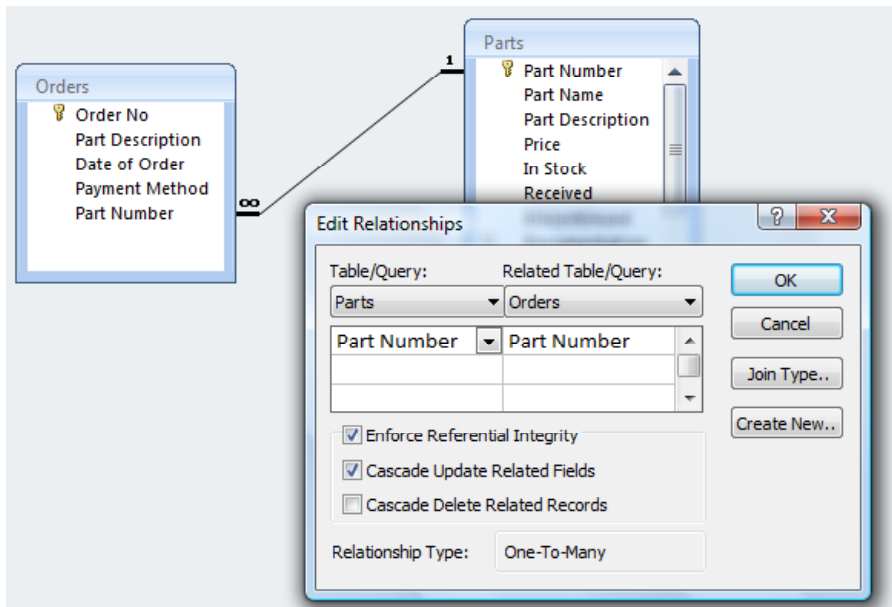 Parts
1
Part Number
Part Name
Part Description
Price
In Stock
Received
Orders
Order No
Part Description
Date of Order
Payment Method
Part Number
∞
Edit Relationships
? X
Table/Query: Related Table/Query:
OK
Parts Orders
Cancel
Part Number Part Number
Join Type..
Create New..
Enforce Referential Integrity
Cascade Update Related Fields
Cascade Delete Related Records
Relationship Type: One-To-Many